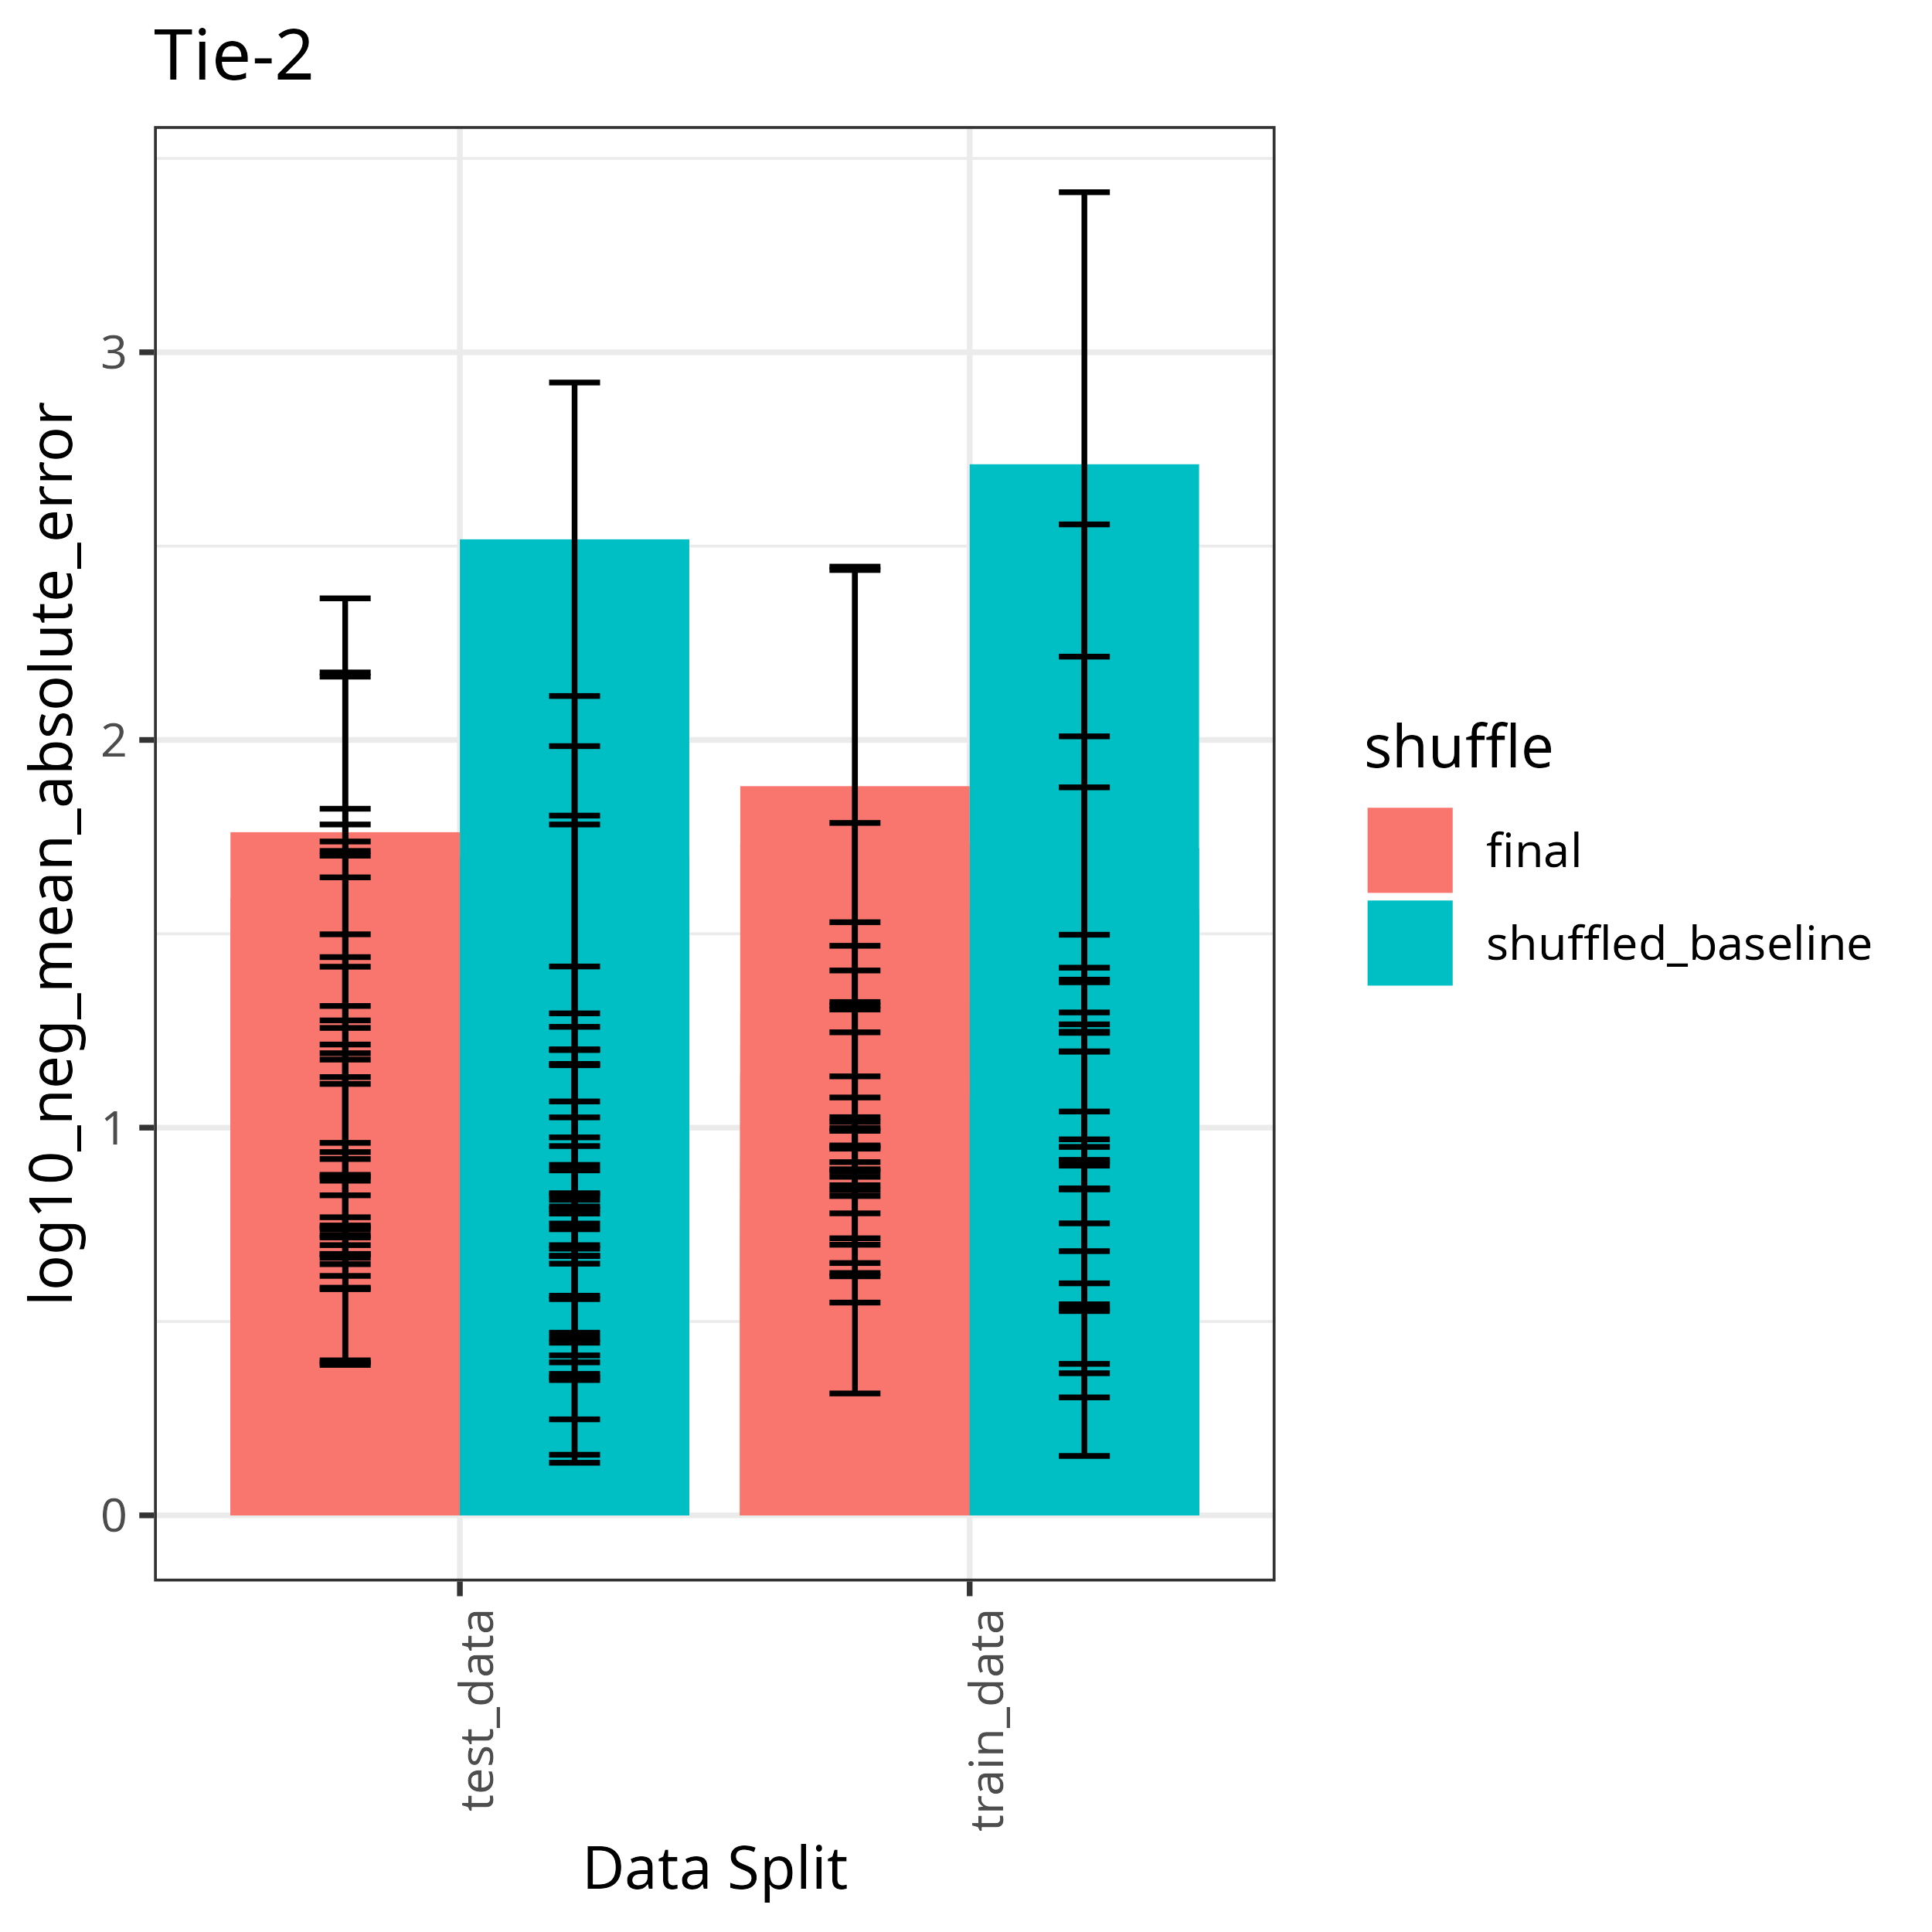 Tie-2
log10_neg_mean_absolute_error
3
2
1
0
test_data
train_data
Data Split
shuffle
final
shuffled_baseline